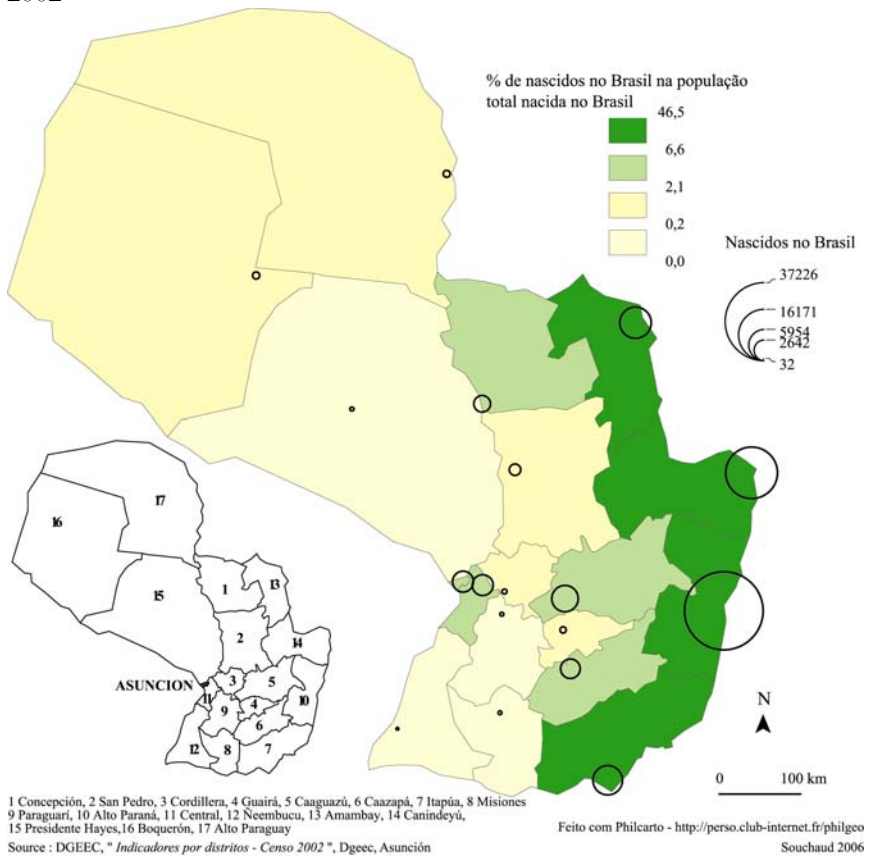 2002
% de nascidos no Brasil na população
total nacida no Brasil
46,5
6,6
2,1
0,2
0,0
Nascidos no Brasil
37226
16171
5954
2642
32
17
16
15
1
13
2
14
ASUNCION
3
5
11
4
10
9
6
12
8
7
N
0 100 km
1 Concepción, 2 San Pedro, 3 Cordillera, 4 Guairá, 5 Caaguazú, 6 Caazapá, 7 Itapúa, 8 Misiones
9 Paraguarí, 10 Alto Paraná, 11 Central, 12 Ñeembucu, 13 Amambay, 14 Canindeyú,
15 Presidente Hayes,16 Boquerón, 17 Alto Paraguay
Feito com Philcarto - http://perso.club-internet.fr/philgeo
Source : DGEEC, " Indicadores por distritos - Censo 2002 ", Dgeec, Asunción
Souchaud 2006